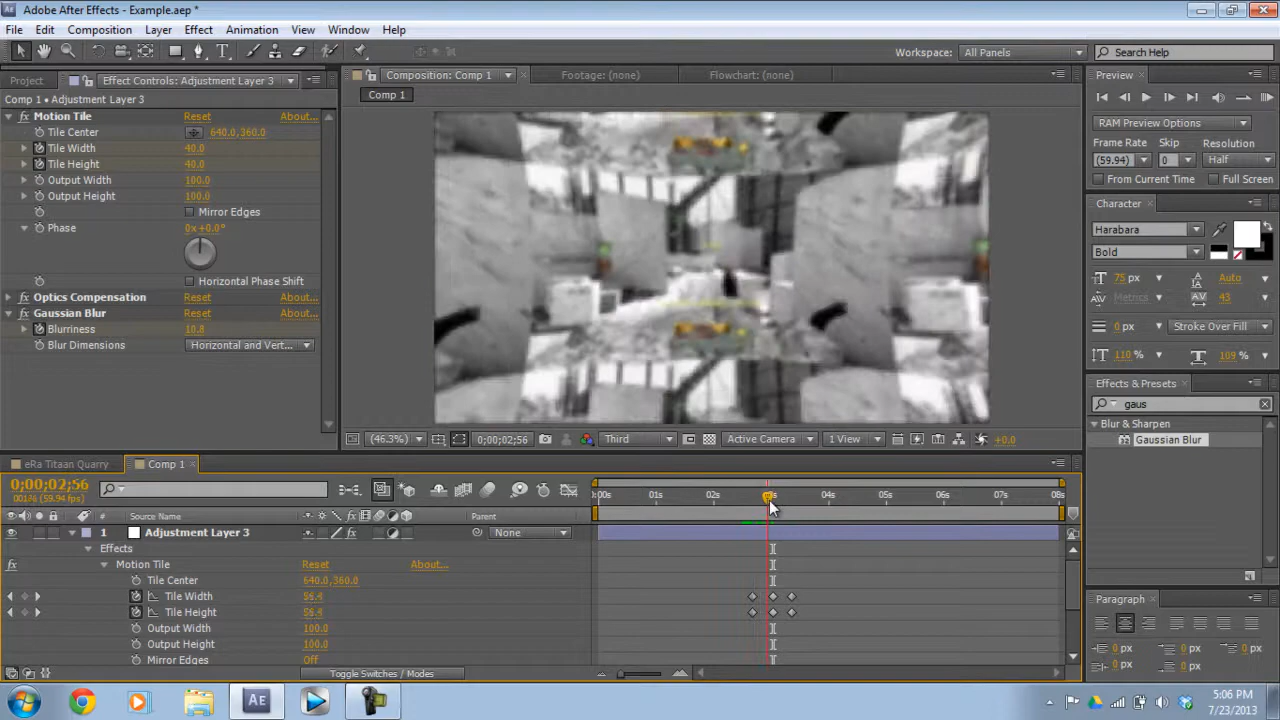 Adobe After Effects - Example.aep *
File Edit Composition Layer Effect Animation View Window Help
Workspace: All Panels Search Help
Project Effect Controls: Adjustment Layer 3 Composition: Comp 1 Footage: (none) Flowchart: (none) Preview
Comp 1 • Adjustment Layer 3 Comp 1
Motion Tile Reset About...
Tile Center 640.0,360.0
Tile Width 40.0
Tile Height 40.0
Output Width 100.0
Output Height 100.0
Mirror Edges
Phase 0x+0.0°
Horizontal Phase Shift
Optics Compensation Reset About...
Gaussian Blur Reset About...
Blurriness 10.8
Blur Dimensions Horizontal and Vert...
RAM Preview Options
Frame Rate Skip Resolution
(59.94) 0 Half
From Current Time Full Screen
Character
Harabara
Bold
75 px Auto
Metrics 43
0 px Stroke Over Fill
110 % 109 %
Effects & Presets
gaus
Blur & Sharpen
Gaussian Blur
(46.3%) 0;00;02;56 Third Active Camera 1 View +0.0
eRa Titaan Quarry Comp 1
0;00;02;56
00176 (59.94 fps)
0:00s 01s 02s 03s 04s 05s 06s 07s 08s
# Source Name Parent
1 Adjustment Layer 3 None
Effects
Motion Tile Reset About...
Tile Center 640.0,360.0
Tile Width 56.4
Tile Height 56.4
Output Width 100.0
Output Height 100.0
Mirror Edges Off
Toggle Switches / Modes
Paragraph
0 px 0 px 0 px
0 px 0 px
5:06 PM
7/23/2013